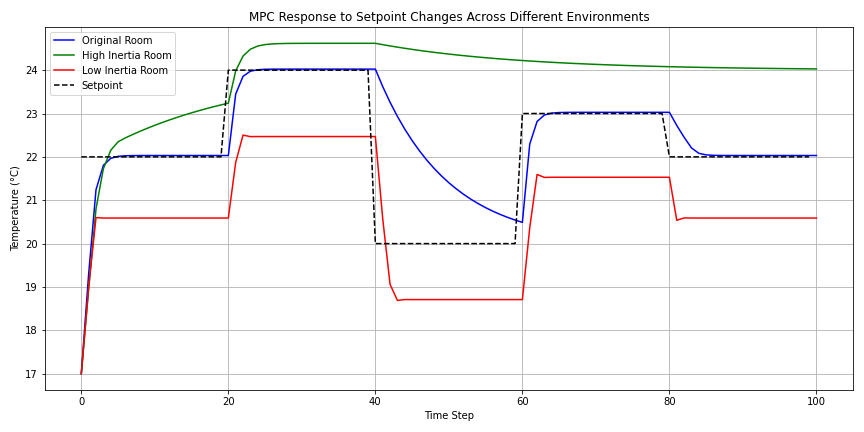 MPC Response to Setpoint Changes Across Different Environments
Original Room
High Inertia Room
Low Inertia Room
Setpoint
Temperature (°C)
24
23
22
21
20
19
18
17
0
20
40
60
80
100
Time Step